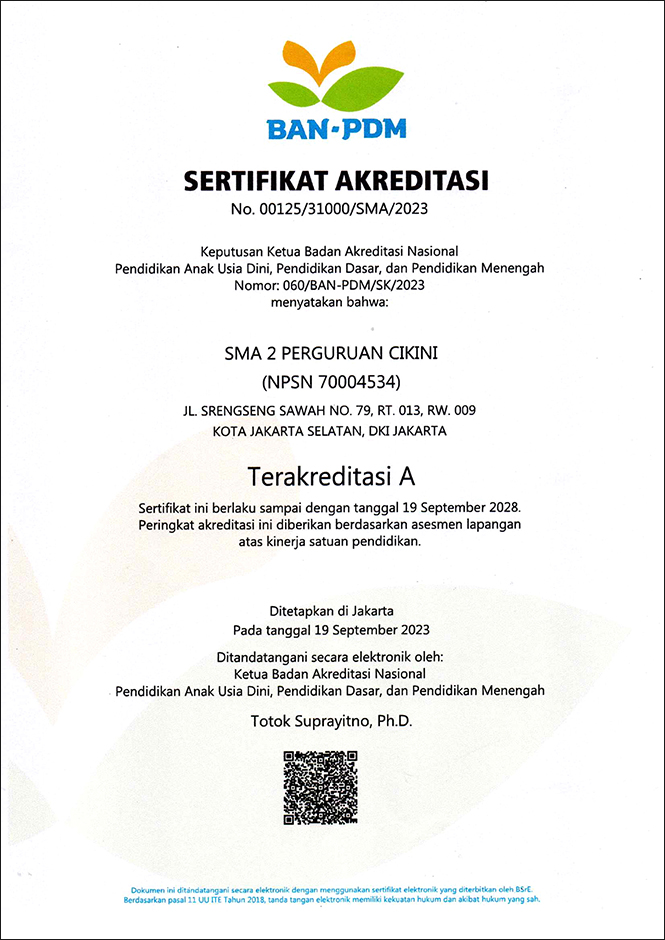 BAN-PDM
SERTIFIKAT AKREDITASI
No. 00125/31000/SMA/2023
Keputusan Ketua Badan Akreditasi Nasional
Pendidikan Anak Usia Dini, Pendidikan Dasar, dan Pendidikan Menengah
Nomor: 060/BAN-PDM/SK/2023
menyatakan bahwa:
SMA 2 PERGURUAN CIKINI
(NPSN 70004534)
JL. SRENGSENG SAWAH NO. 79, RT. 013, RW. 009
KOTA JAKARTA SELATAN, DKI JAKARTA
Terakreditasi A
Sertifikat ini berlaku sampai dengan tanggal 19 September 2028.
Peringkat akreditasi ini diberikan berdasarkan asesmen lapangan
atas kinerja satuan pendidikan.
Ditetapkan di Jakarta
Pada tanggal 19 September 2023
Ditandatangani secara elektronik oleh:
Ketua Badan Akreditasi Nasional
Pendidikan Anak Usia Dini, Pendidikan Dasar, dan Pendidikan Menengah
Totok Suprayitno, Ph.D.
Dokumen ini ditandatangani secara elektronik dengan menggunakan sertifikat elektronik yang diterbitkan oleh BSrE.
Berdasarkan pasal 11 UU ITE Tahun 2018, tanda tangan elektronik memiliki kekuatan hukum dan akibat hukum yang sah.